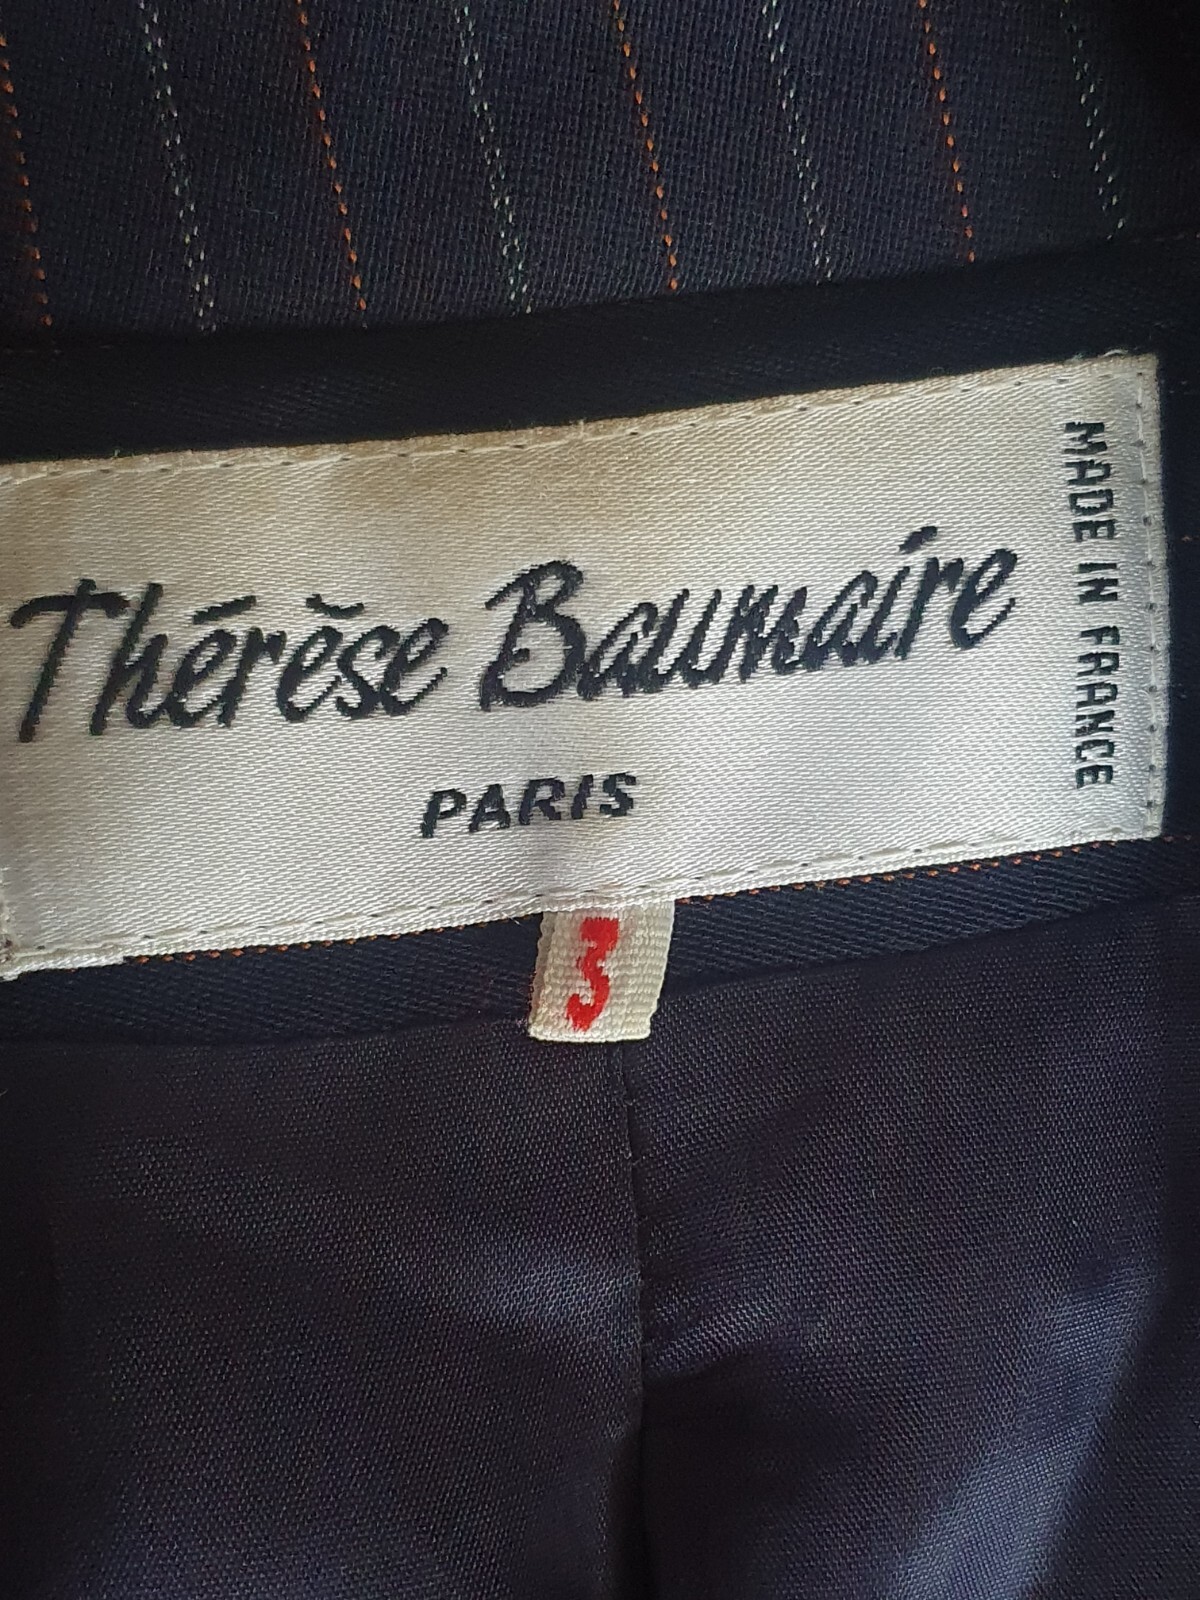 Thérèse Baumaire
PARIS
MADE IN FRANCE
3